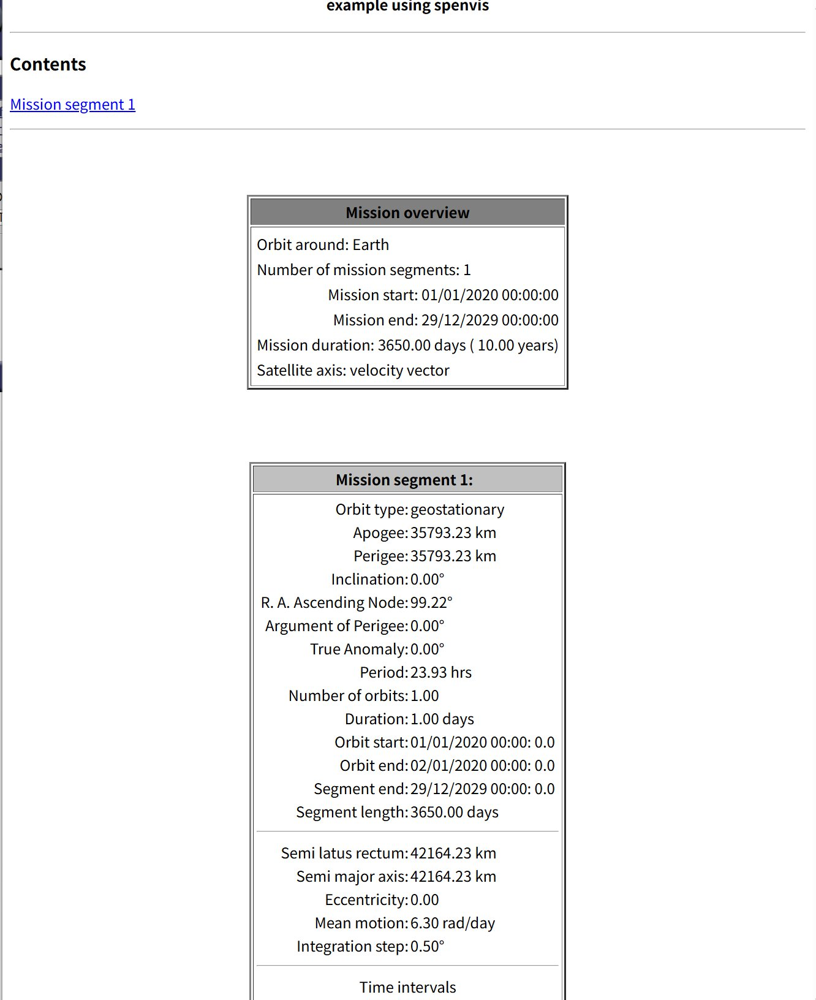 example using spenvis
Contents
Mission segment 1
Mission overview
Orbit around: Earth
Number of mission segments: 1
Mission start: 01/01/2020 00:00:00
Mission end: 29/12/2029 00:00:00
Mission duration: 3650.00 days ( 10.00 years)
Satellite axis: velocity vector
Mission segment 1:
Orbit type: geostationary
Apogee: 35793.23 km
Perigee: 35793.23 km
Inclination: 0.00°
R. A. Ascending Node: 99.22°
Argument of Perigee: 0.00°
True Anomaly: 0.00°
Period: 23.93 hrs
Number of orbits: 1.00
Duration: 1.00 days
Orbit start: 01/01/2020 00:00: 0.0
Orbit end: 02/01/2020 00:00: 0.0
Segment end: 29/12/2029 00:00: 0.0
Segment length: 3650.00 days
Semi latus rectum: 42164.23 km
Semi major axis: 42164.23 km
Eccentricity: 0.00
Mean motion: 6.30 rad/day
Integration step: 0.50°
Time intervals